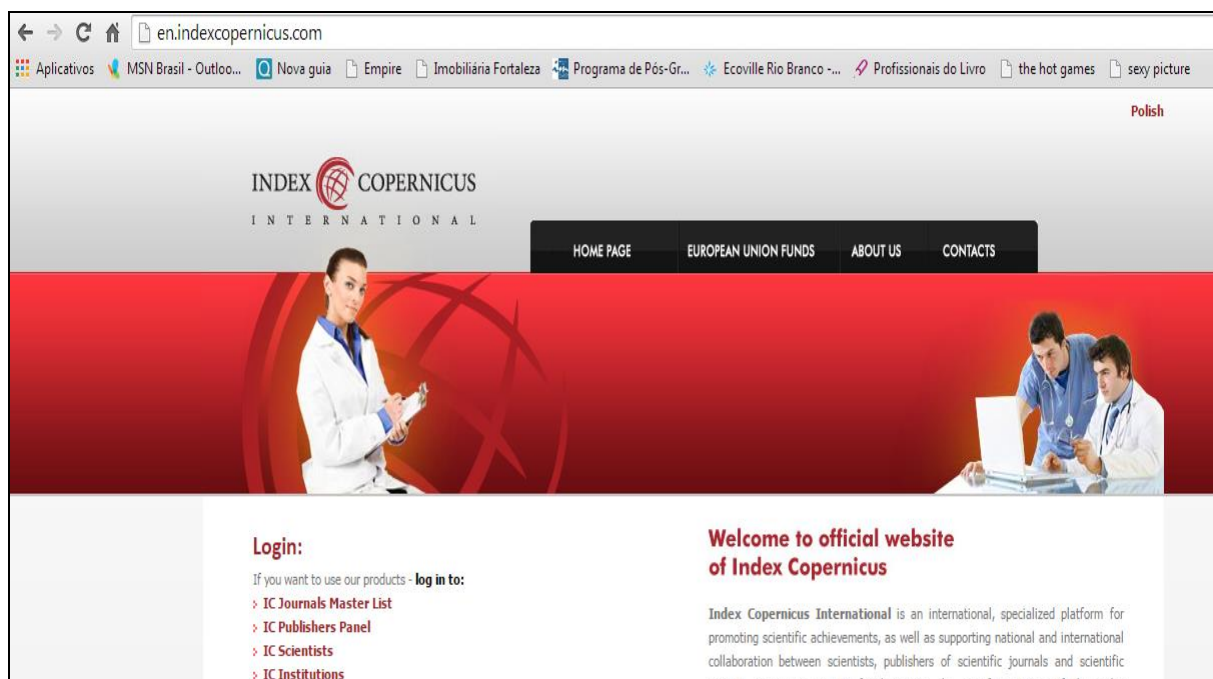 en.indexcopernicus.com
Aplicativos MSN Brasil - Outloo... Nova guia Empire Imobiliária Fortaleza Programa de Pós-Gr... Ecoville Rio Branco -... Profissionais do Livro the hot games sexy picture
Polish
INDEX COPERNICUS
INTERNATIONAL
HOME PAGE EUROPEAN UNION FUNDS ABOUT US CONTACTS
Login:
If you want to use our products - log in to:
IC Journals Master List
IC Publishers Panel
IC Scientists
IC Institutions
Welcome to official website
of Index Copernicus
Index Copernicus International is an international, specialized platform for
promoting scientific achievements, as well as supporting national and international
collaboration between scientists, publishers of scientific journals and scientific